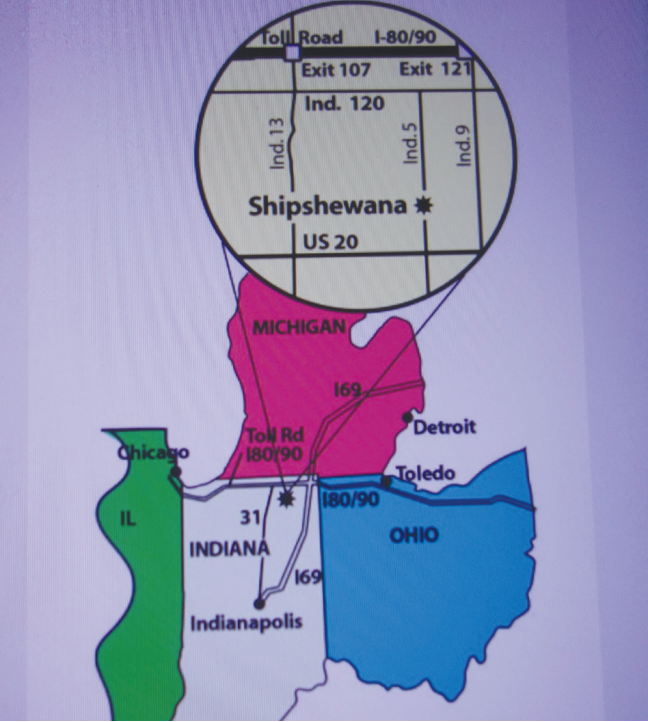 Toll Road I-80/90
Exit 107 Exit 121
Ind. 120
Ind. 13
Ind. 5
Ind. 9
Shipshewana
US 20
MICHIGAN
I69
Detroit
Toll Rd
I80/90
Chicago
Toledo
I80/90
IL
31
OHIO
INDIANA
I69
Indianapolis